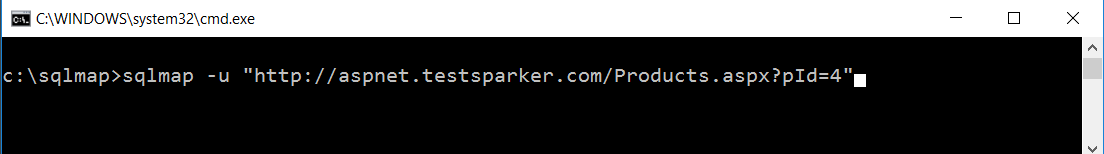 C:\WINDOWS\system32\cmd.exe
c:\sqlmap>sqlmap -u "http://aspnet.testsparker.com/Products.aspx?pId=4"